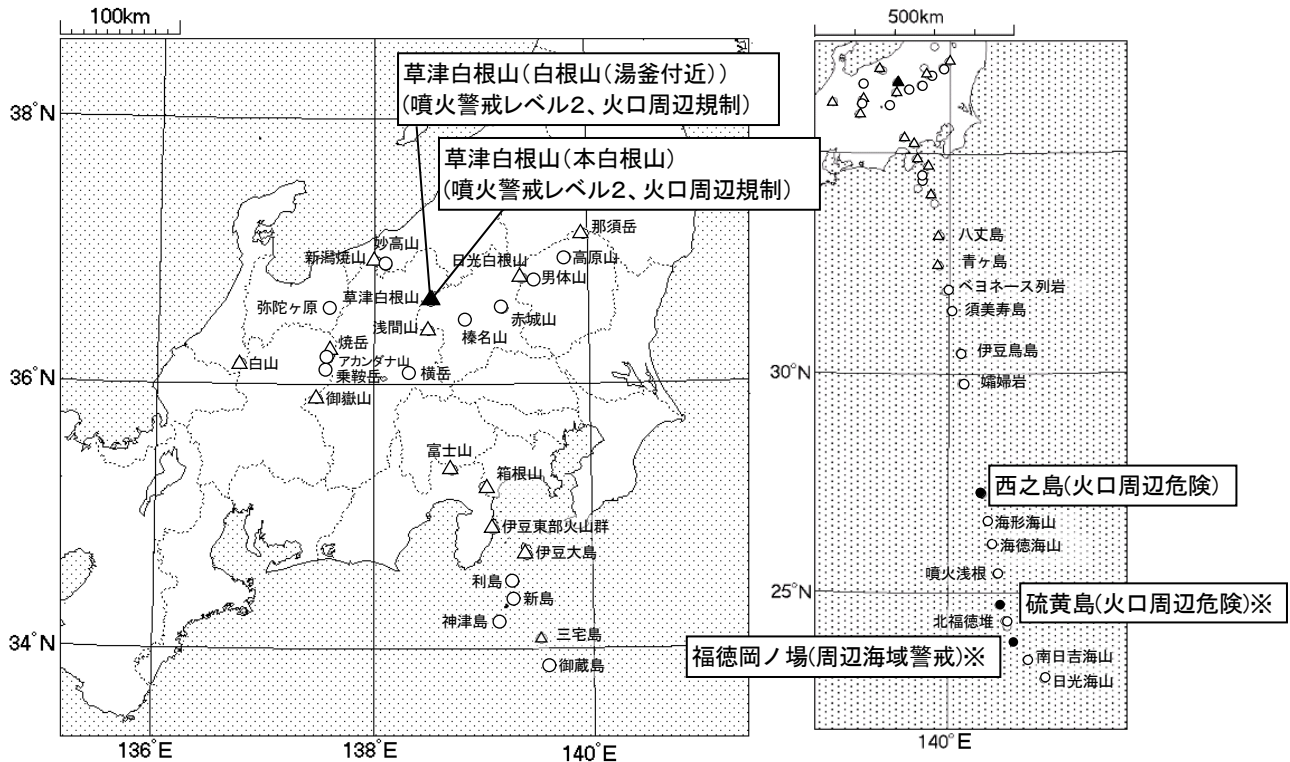 100km
500km
草津白根山（白根山（湯釜付近））
(噴火警戒レベル2、火口周辺規制)
草津白根山（本白根山）
(噴火警戒レベル2、火口周辺規制)
38°N
36°N
34°N
136°E
138°E
140°E
那須岳
妙高山
新潟焼山
日光白根山
高原山
男体山
弥陀ヶ原
草津白根山
赤城山
浅間山
榛名山
焼岳
アカンダナ山
白山
乗鞍岳
横岳
御嶽山
富士山
箱根山
伊豆東部火山群
伊豆大島
利島
新島
神津島
三宅島
御蔵島
八丈島
青ヶ島
ベヨネース列岩
須美寿島
伊豆鳥島
30°N
孀婦岩
西之島(火口周辺危険)
海形海山
海徳海山
噴火浅根
25°N
硫黄島(火口周辺危険)※
北福徳堆
福徳岡ノ場(周辺海域警戒)※
南日吉海山
日光海山
140°E